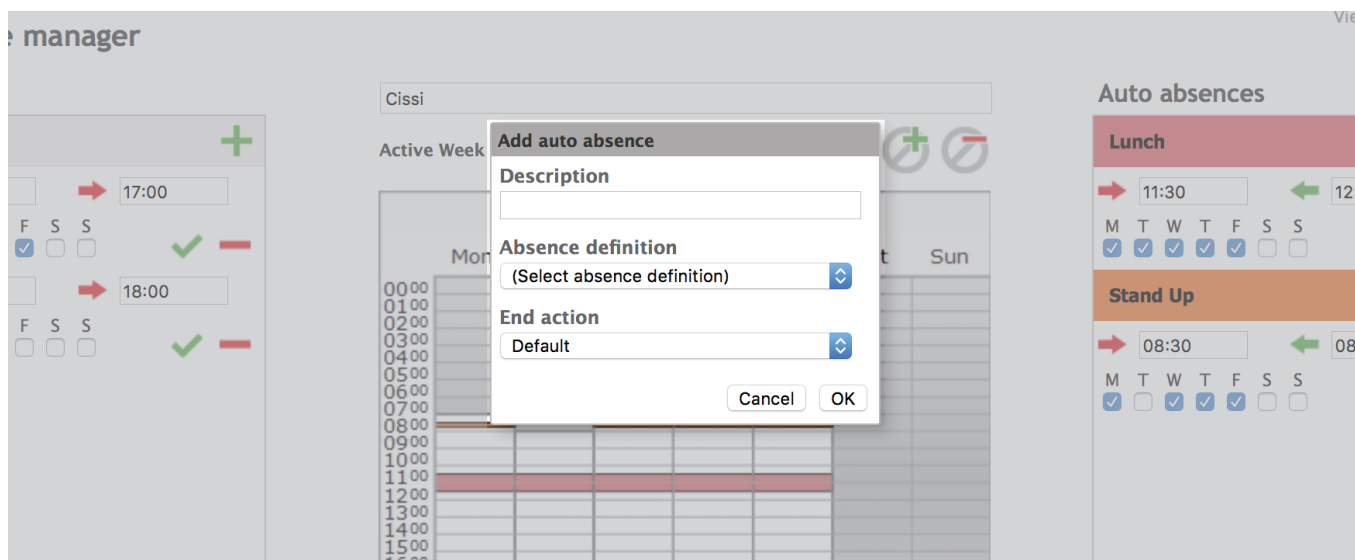 Vie
e manager
Cissi
Auto absences
Active Week
Add auto absence
Lunch
Description
17:00
11:30
12
F S S
M T W T F S S
Absence definition
Mon
t
Sun
(Select absence definition)
18:00
Stand Up
End action
Default
F S S
08:30
08
M T W T F S S
Cancel
OK
0000
0100
0200
0300
0400
0500
0600
0700
0800
0900
1000
1100
1200
1300
1400
1500